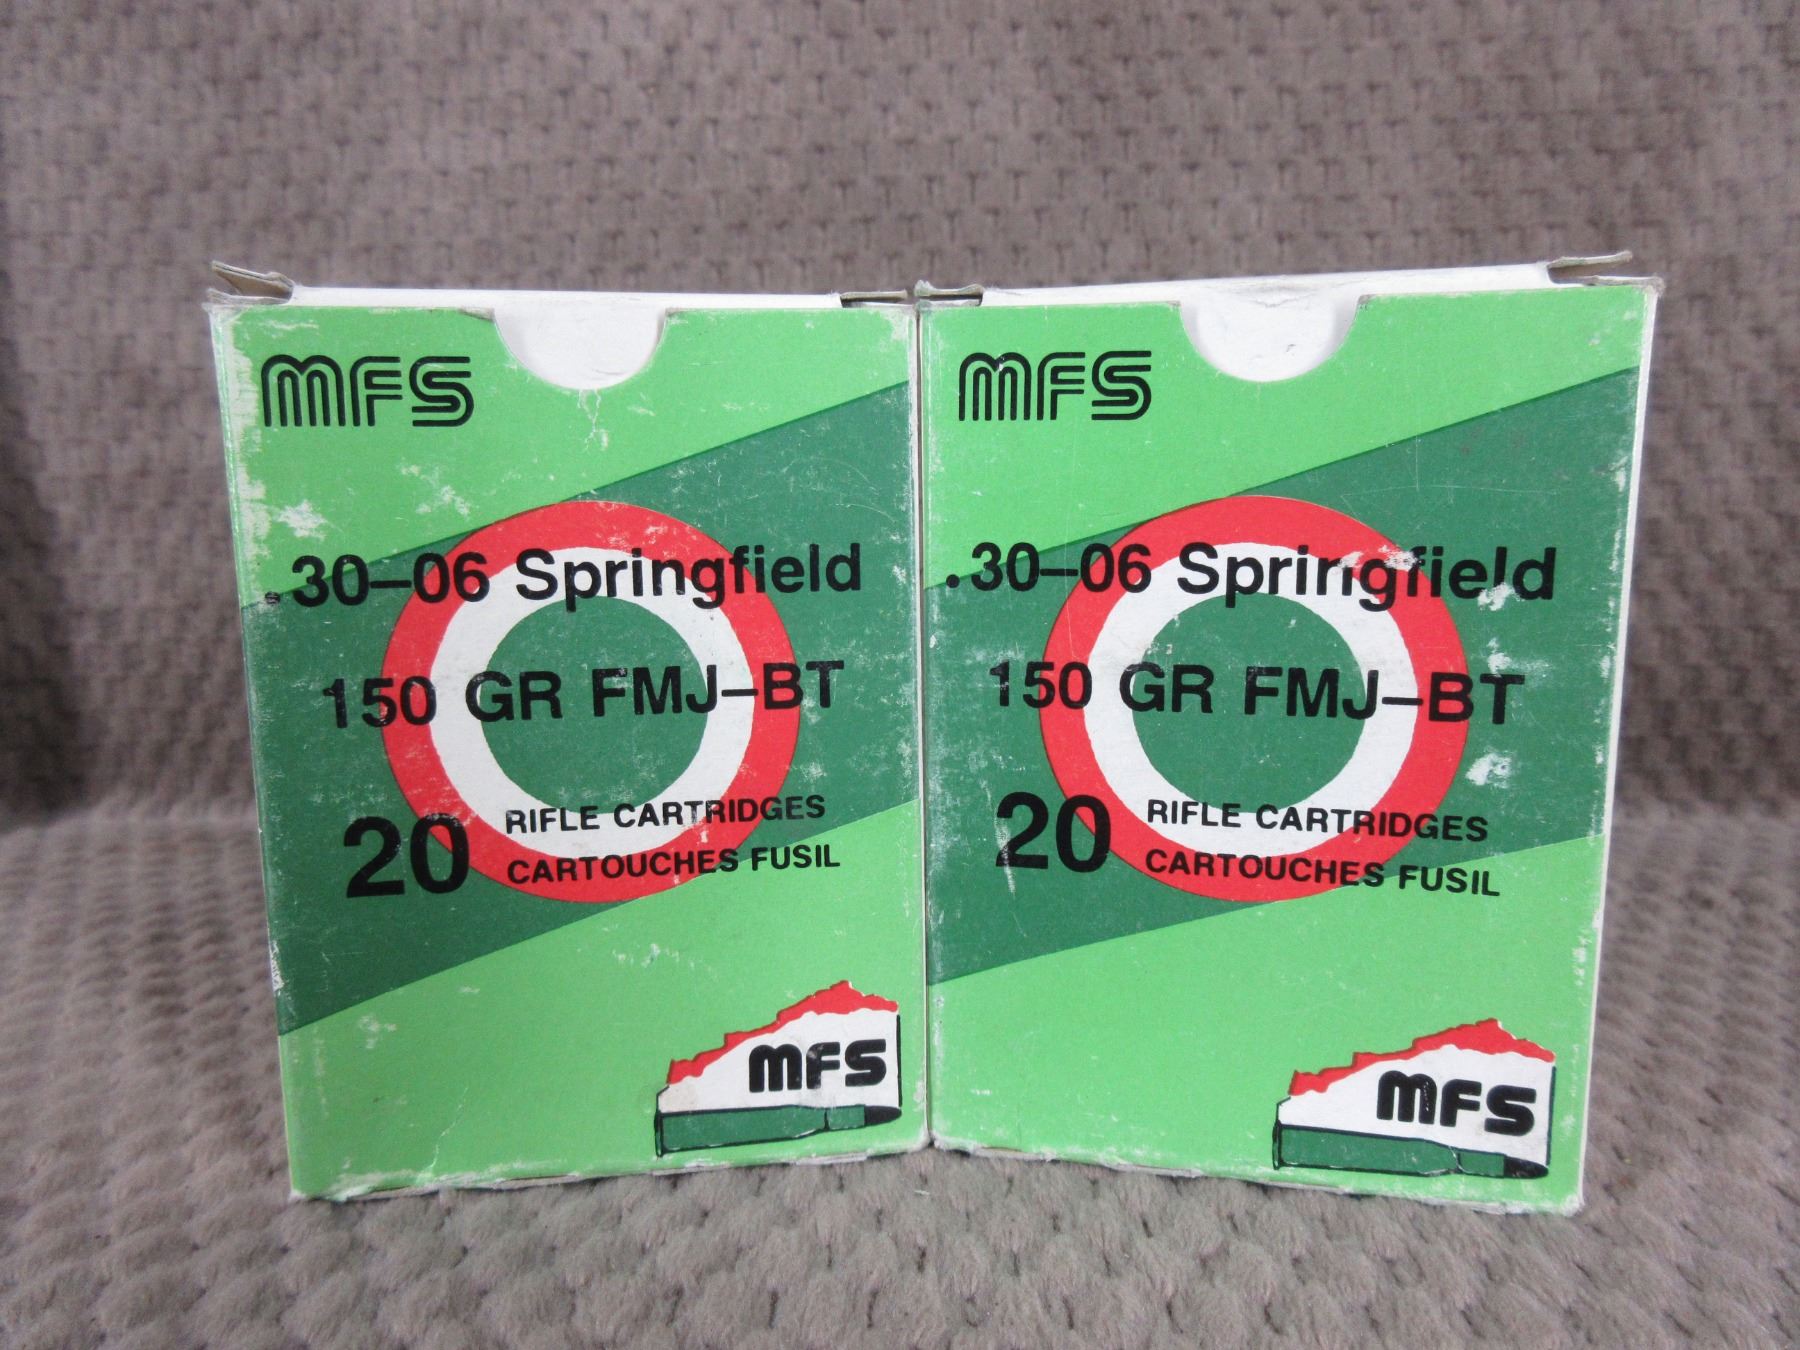 MFS
.30-06 Springfield
150 GR FMJ-BT
20
RIFLE CARTRIDGES
CARTOUCHES FUSIL
MFS
MFS
.30-06 Springfield
150 GR FMJ-BT
20
RIFLE CARTRIDGES
CARTOUCHES FUSIL
MFS